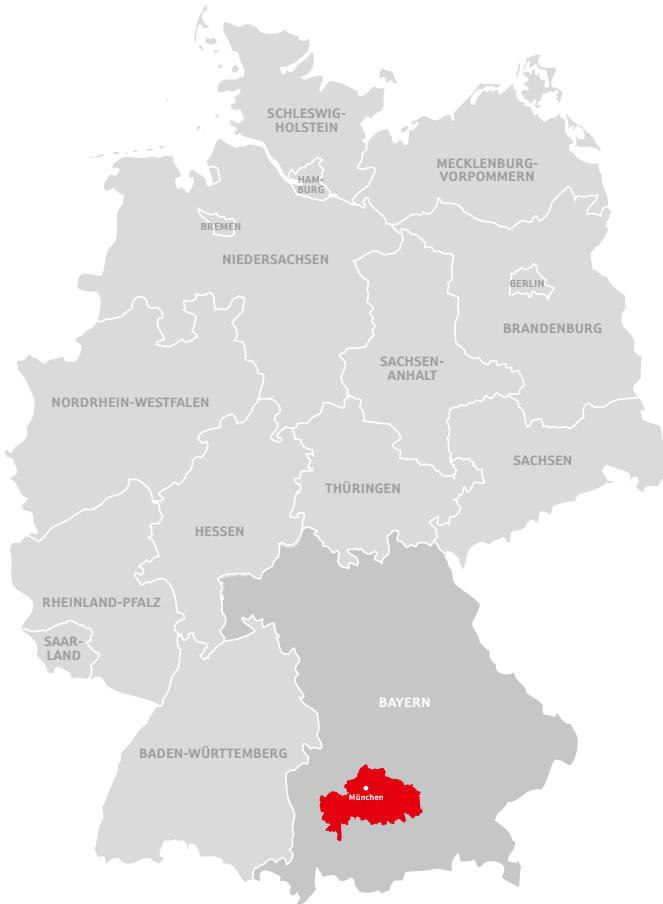 SCHLESWIG-
HOLSTEIN
MECKLENBURG-
VORPOMMERN
HAM-
BURG
BREMEN
NIEDERSACHSEN
BERLIN
BRANDENBURG
SACHSEN-
ANHALT
NORDRHEIN-WESTFALEN
SACHSEN
THÜRINGEN
HESSEN
RHEINLAND-PFALZ
SAAR-
LAND
BAYERN
BADEN-WÜRTTEMBERG
München